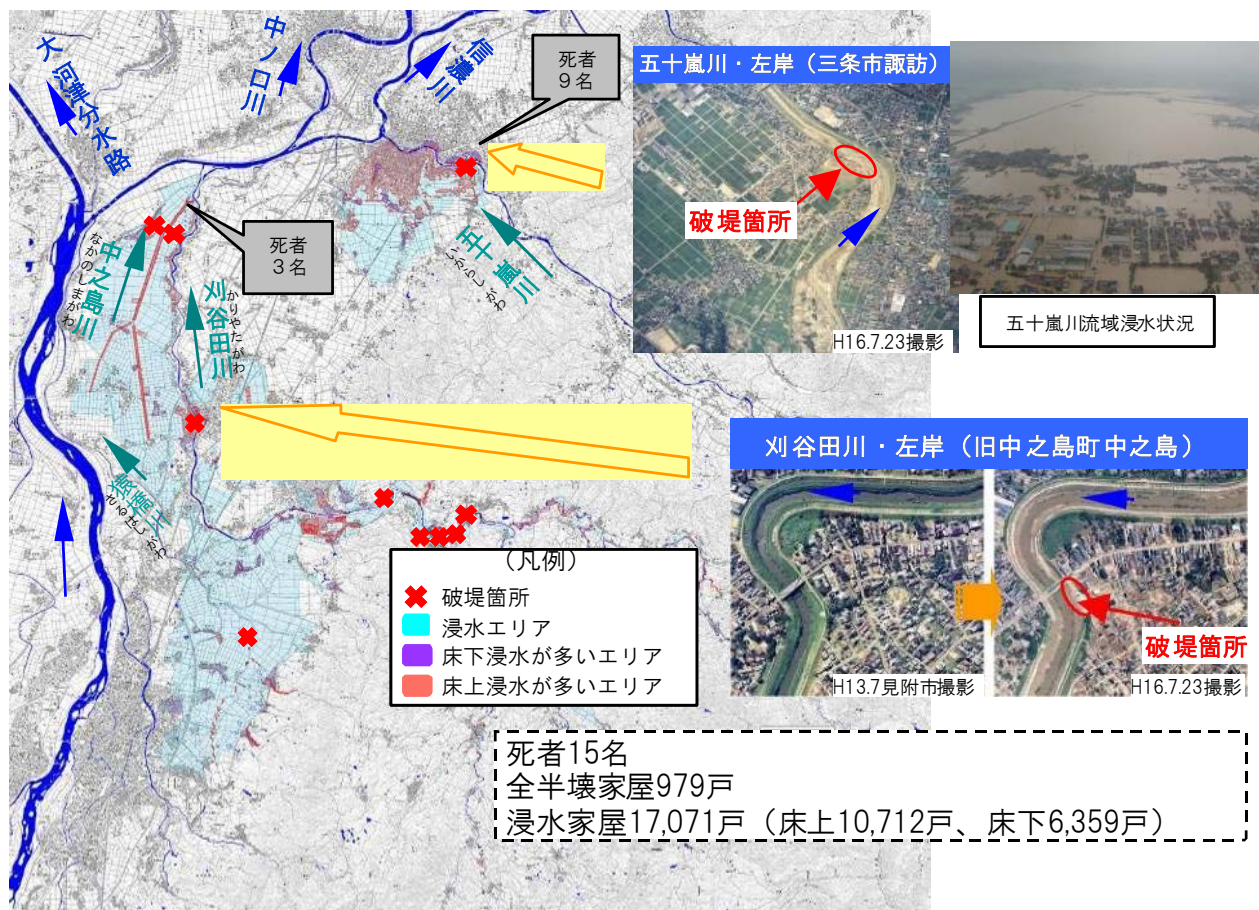 大河津分水路
中ノ口川
信濃川
死者
9名
死者
3名
中之島川
なかのしまがわ
刈谷田川
かりやたがわ
五十嵐川
いからしがわ
猿橋川
さるはしがわ
五十嵐川・左岸（三条市諏訪）
破堤箇所
H16.7.23撮影
五十嵐川流域浸水状況
刈谷田川・左岸（旧中之島町中之島）
H13.7見附市撮影
破堤箇所
H16.7.23撮影
（凡例）
破堤箇所
浸水エリア
床下浸水が多いエリア
床上浸水が多いエリア
死者15名
全半壊家屋979戸
浸水家屋17,071戸（床上10,712戸、床下6,359戸）